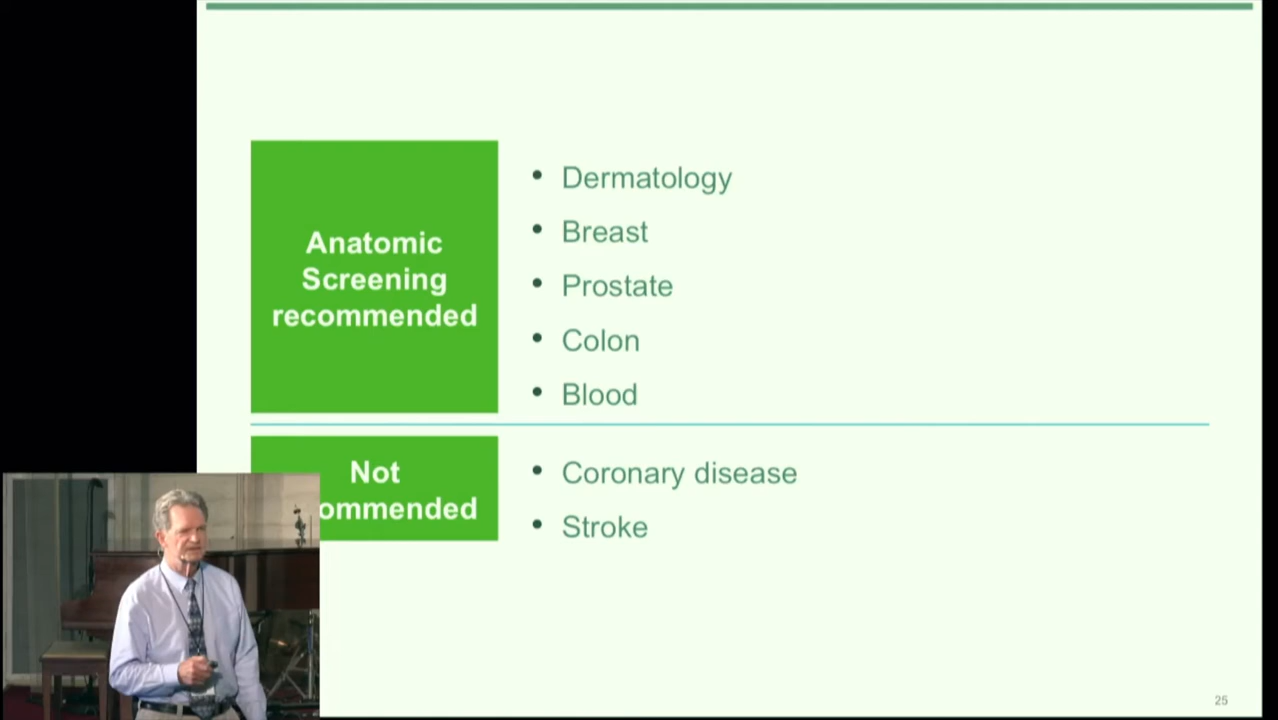 Anatomic
Screening
recommended
• Dermatology
• Breast
• Prostate
• Colon
• Blood
Not
ommended
• Coronary disease
• Stroke
25